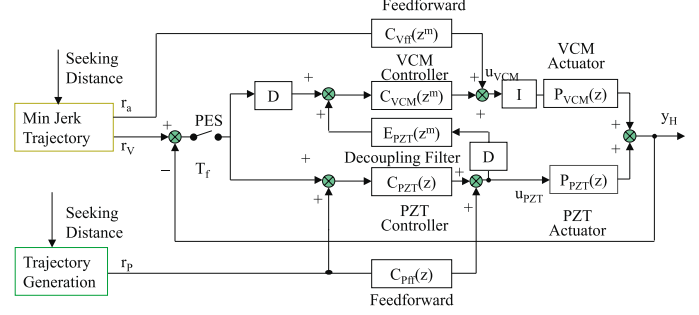 Feedforward
C_Vff(z^m)
Seeking
Distance
VCM
Controller
+
u_VCM
VCM
Actuator
Min Jerk
Trajectory
r_a
r_V
+
PES
−
T_f
D
+
+
C_VCM(z^m)
+
+
I
P_VCM(z)
+
+
y_H
E_PZT(z^m)
Decoupling Filter
D
+
+
C_PZT(z)
+
+
u_PZT
P_PZT(z)
PZT
Controller
PZT
Actuator
Seeking
Distance
Trajectory
Generation
r_P
C_Pff(z)
Feedforward